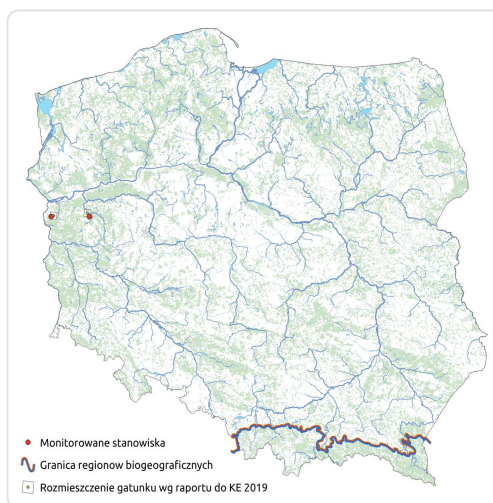 Monitorowane stanowiska
Granica regionow biogeograficznych
Rozmieszczenie gatunku wg raportu do KE 2019